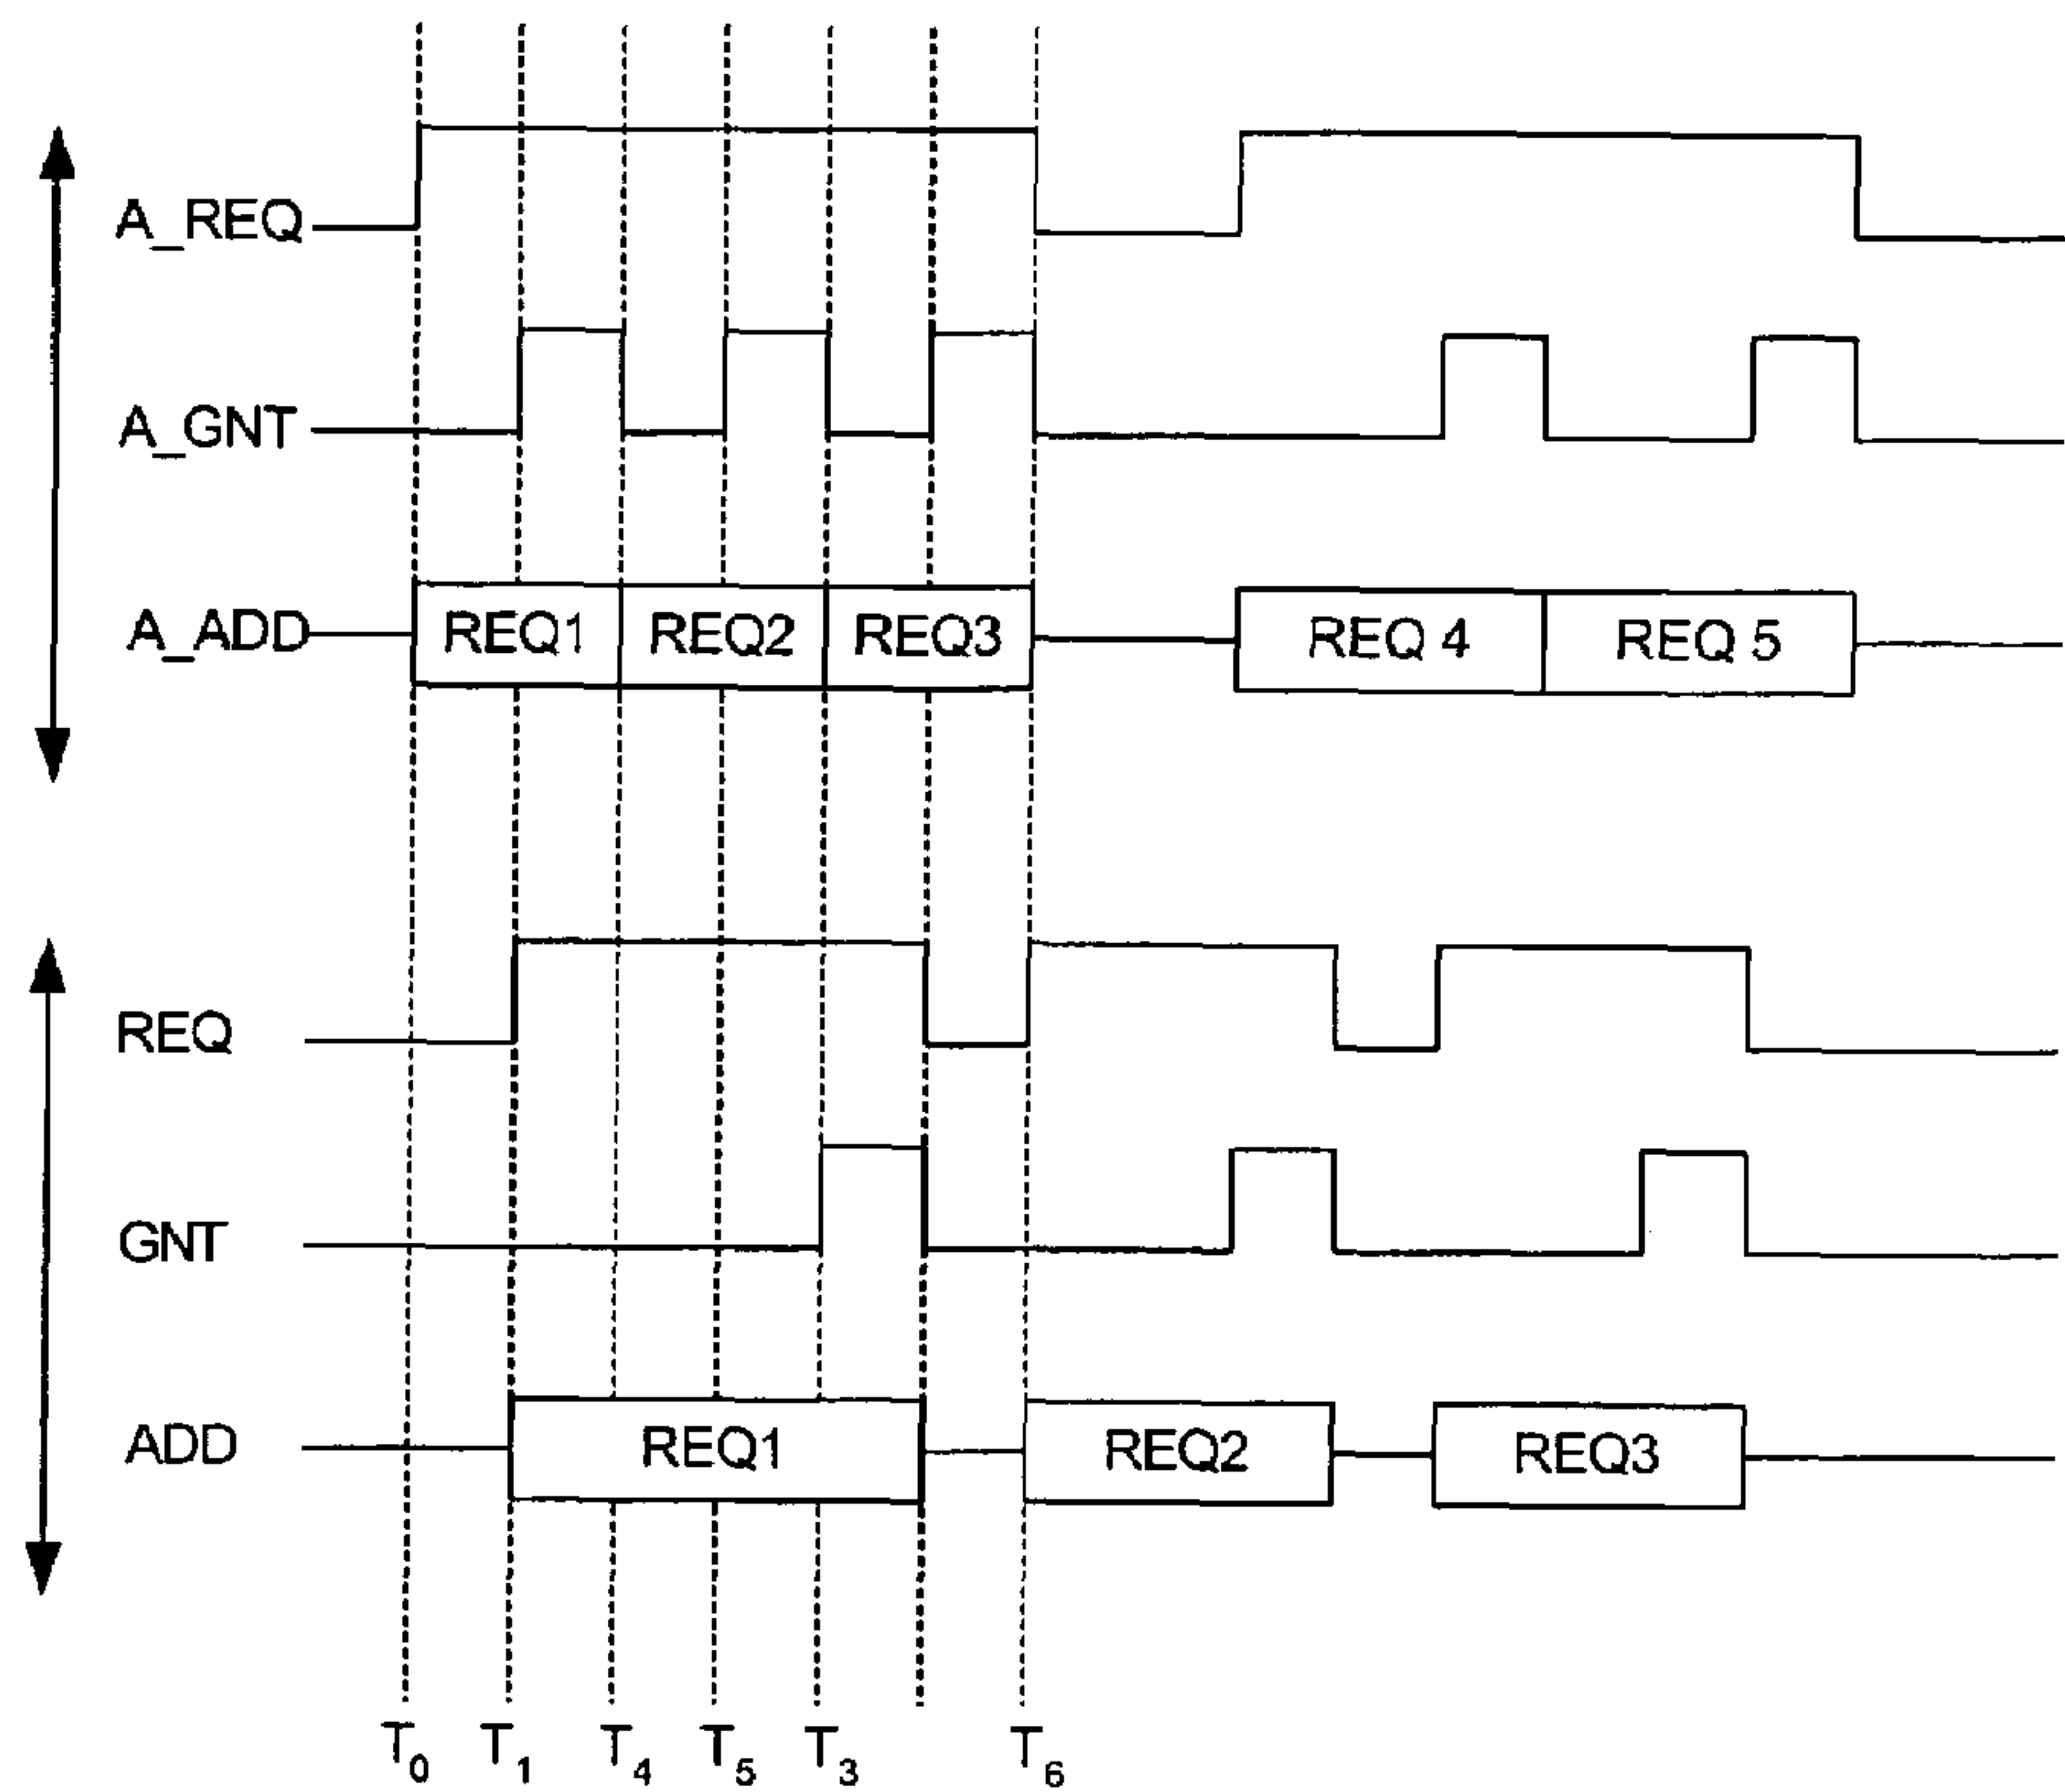 A_REQ
A_GNT
A_ADD REQ1 REQ2 REQ3 REQ 4 REQ 5
REQ
GNT
ADD REQ1 REQ2 REQ3
T0 T1 T4 T5 T3 T6